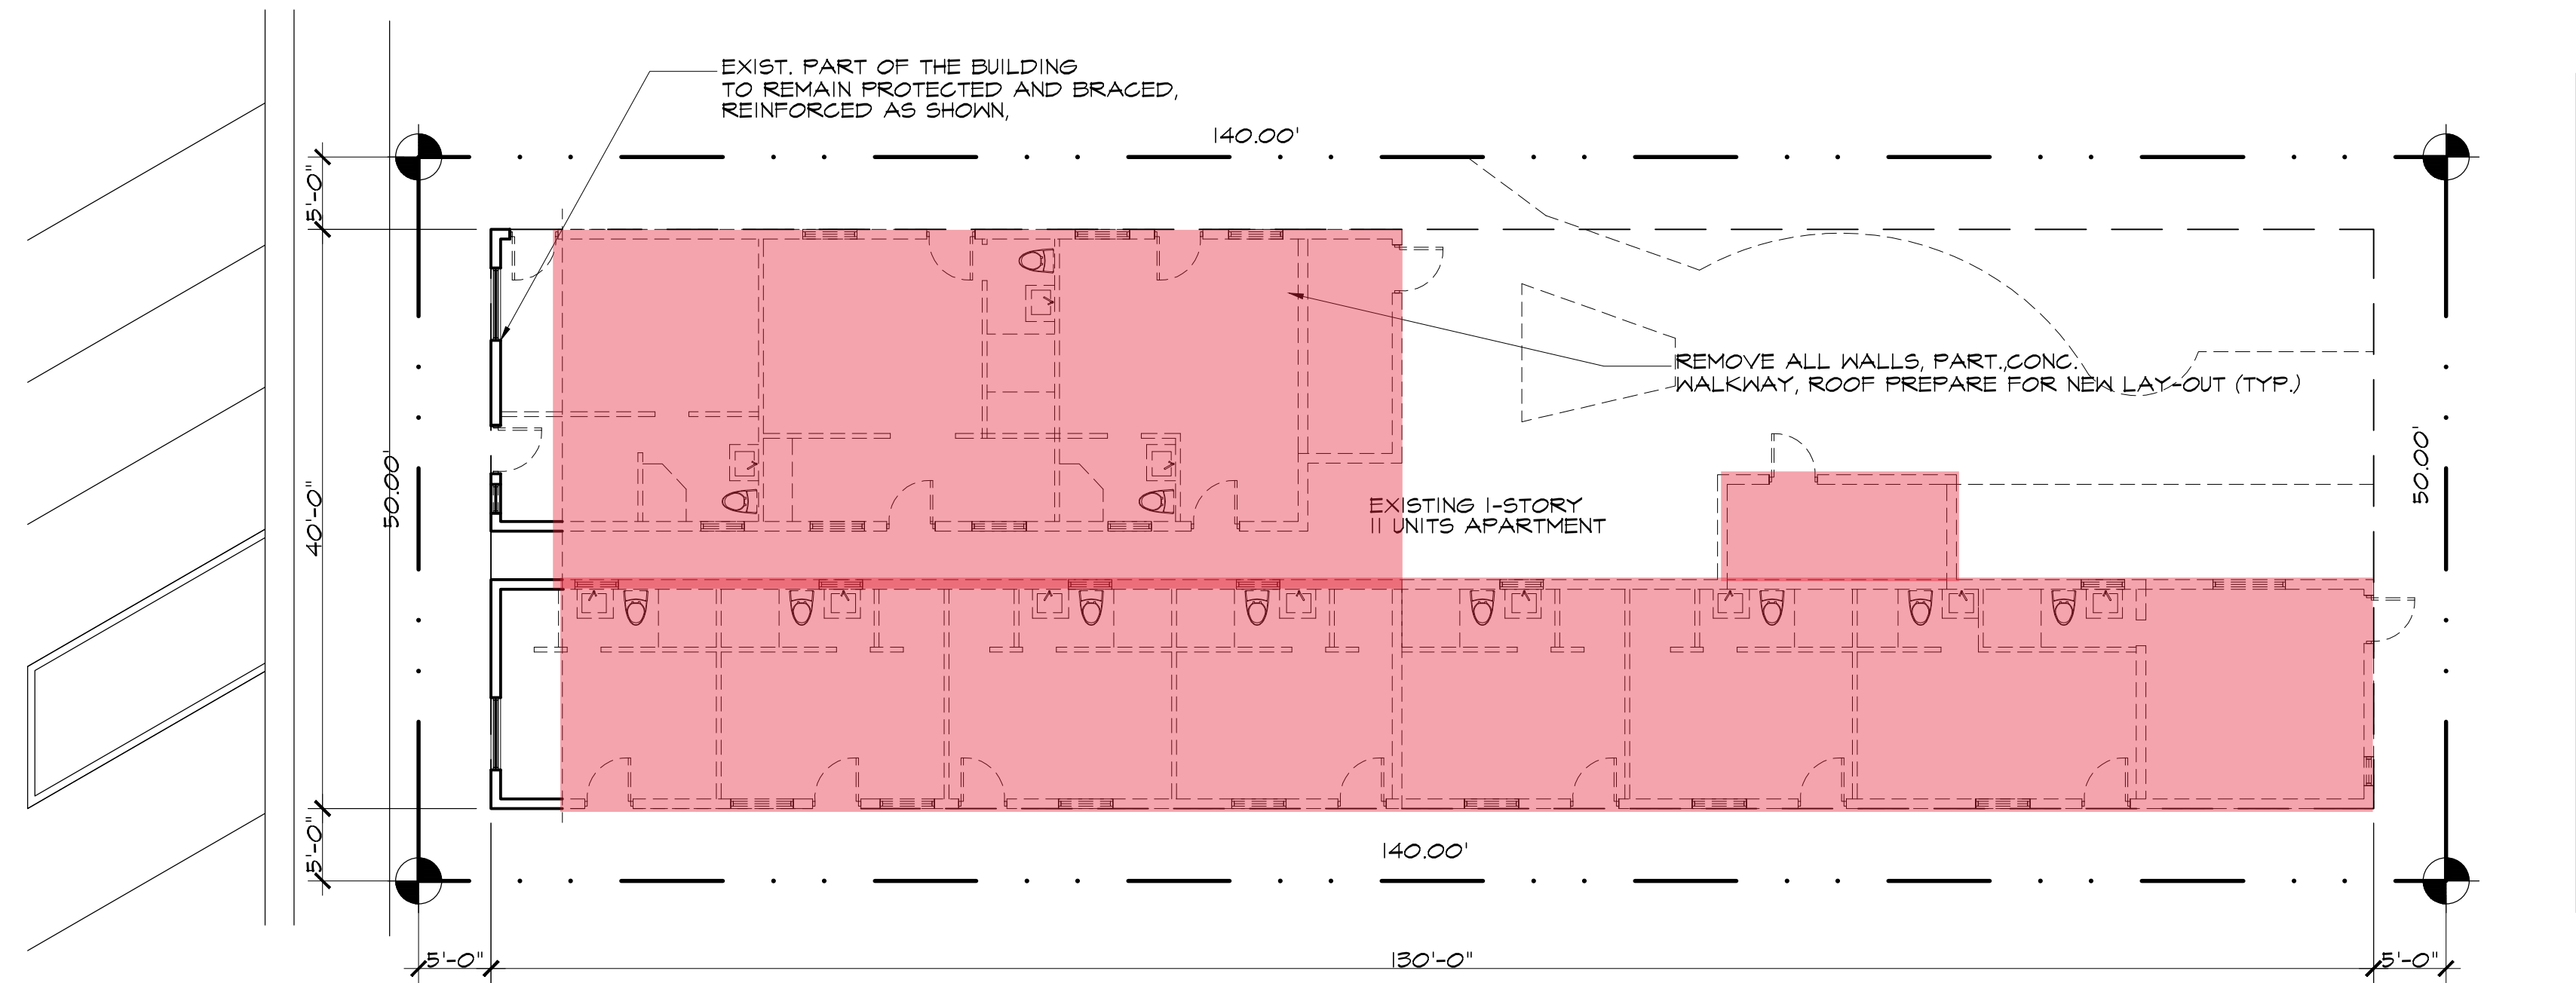 EXIST. PART OF THE BUILDING
TO REMAIN PROTECTED AND BRACED,
REINFORCED AS SHOWN,
140.00'
5'-0"
40'-0"
5'-0"
50.00'
REMOVE ALL WALLS, PART.,CONC.
WALKWAY, ROOF PREPARE FOR NEW LAY-OUT (TYP.)
EXISTING 1-STORY
11 UNITS APARTMENT
50.00'
140.00'
5'-0"
130'-0"
5'-0"